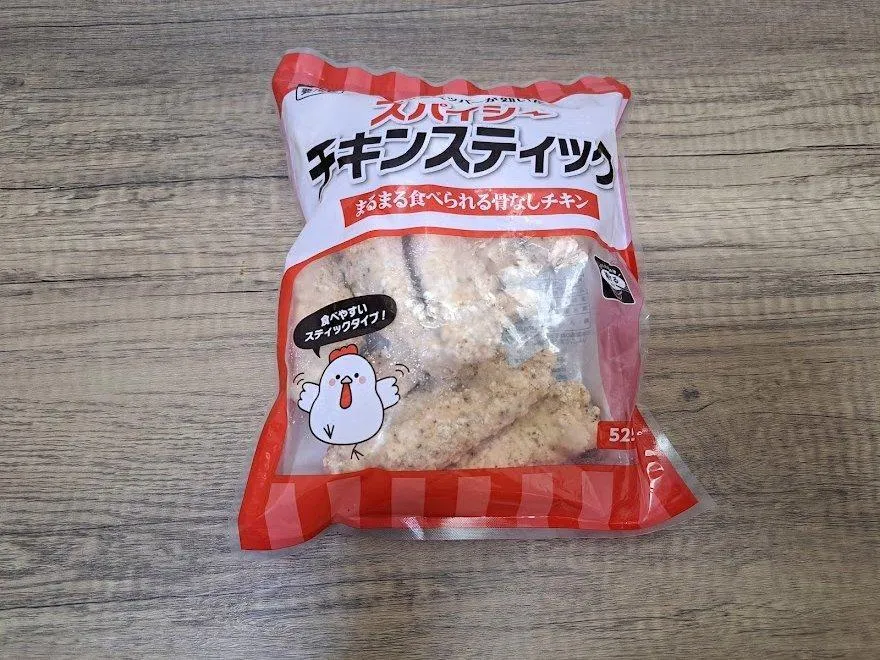 スパイシー
チキンスティック
まるまる食べられる骨なしチキン
食べやすい
スティックタイプ!
525